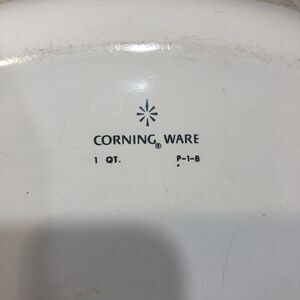 CORNING® WARE
1 QT. P-1-B